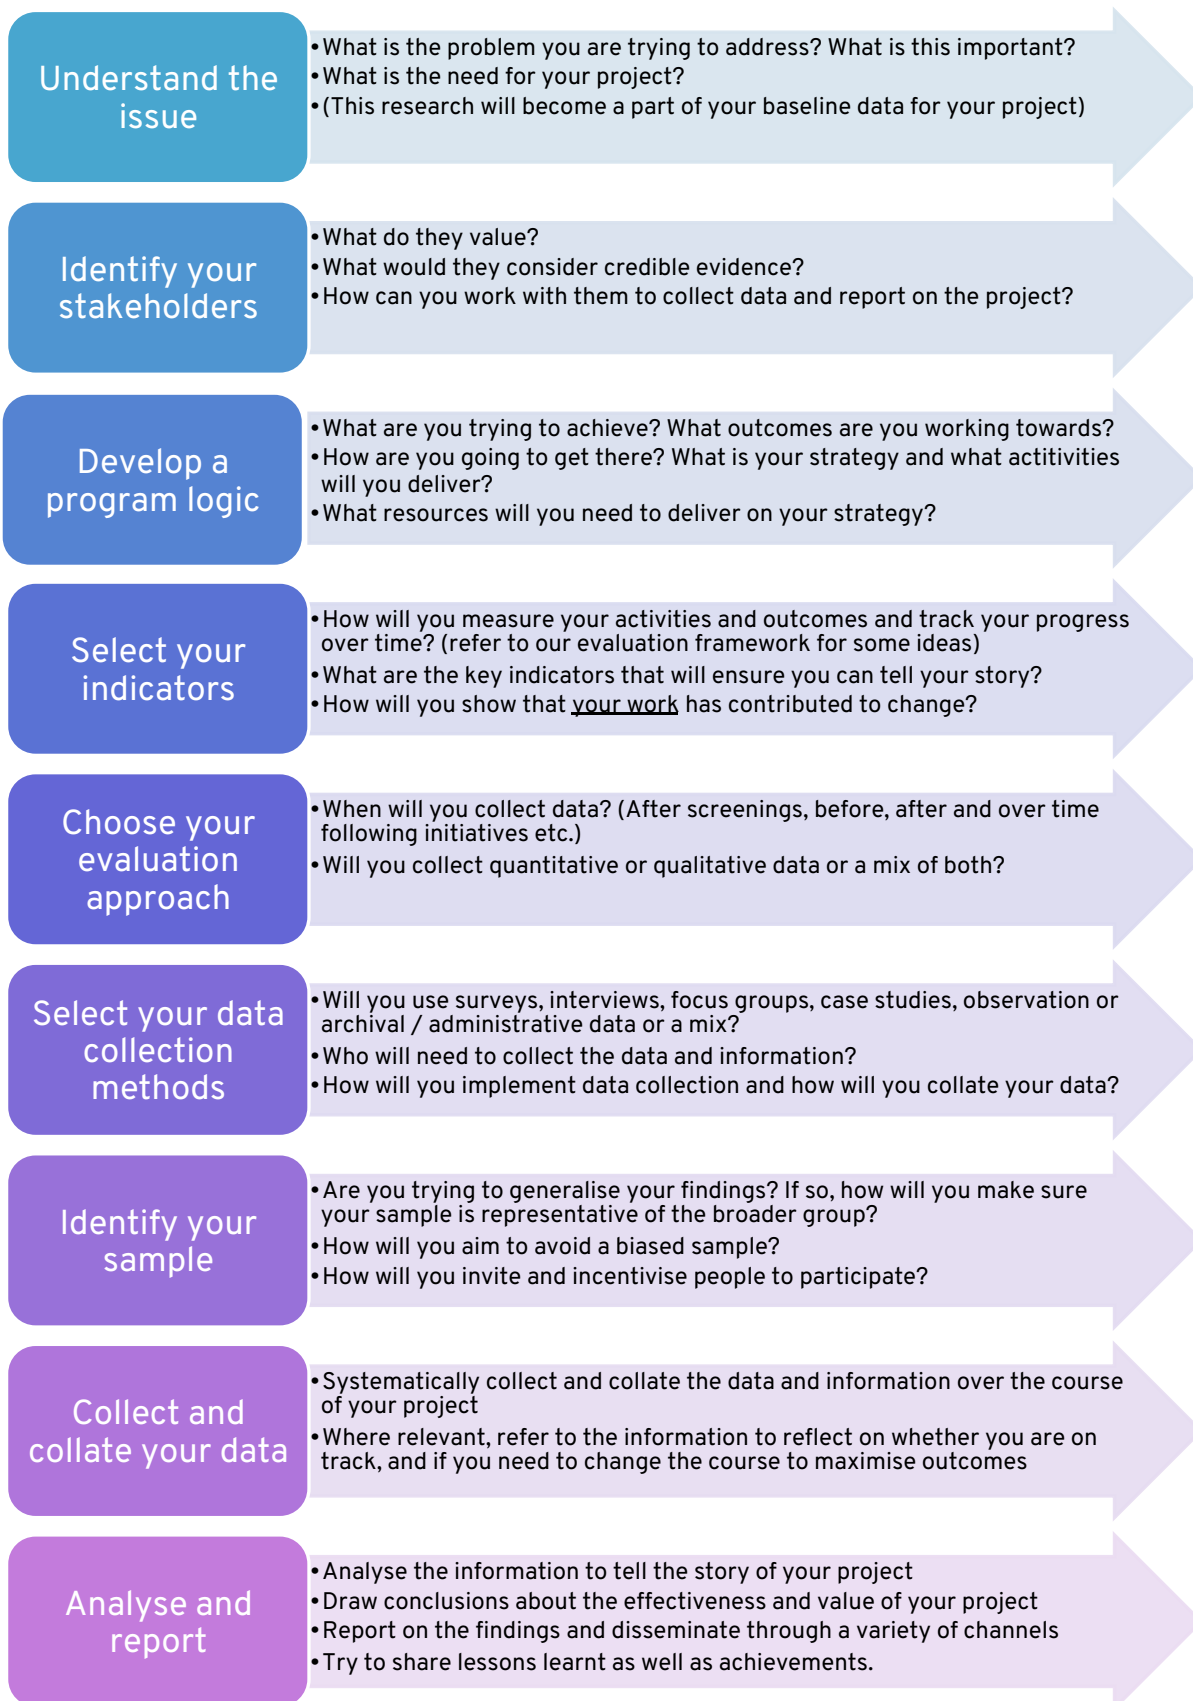 Understand the
issue
•What is the problem you are trying to address? What is this important?
•What is the need for your project?
•(This research will become a part of your baseline data for your project)
Identify your
stakeholders
•What do they value?
•What would they consider credible evidence?
•How can you work with them to collect data and report on the project?
Develop a
program logic
•What are you trying to achieve? What outcomes are you working towards?
•How are you going to get there? What is your strategy and what actitivities
will you deliver?
•What resources will you need to deliver on your strategy?
Select your
indicators
•How will you measure your activities and outcomes and track your progress
over time? (refer to our evaluation framework for some ideas)
•What are the key indicators that will ensure you can tell your story?
•How will you show that your work has contributed to change?
Choose your
evaluation
approach
•When will you collect data? (After screenings, before, after and over time
following initiatives etc.)
•Will you collect quantitative or qualitative data or a mix of both?
Select your data
collection
methods
•Will you use surveys, interviews, focus groups, case studies, observation or
archival / administrative data or a mix?
•Who will need to collect the data and information?
•How will you implement data collection and how will you collate your data?
Identify your
sample
•Are you trying to generalise your findings? If so, how will you make sure
your sample is representative of the broader group?
•How will you aim to avoid a biased sample?
•How will you invite and incentivise people to participate?
Collect and
collate your data
•Systematically collect and collate the data and information over the course
of your project
•Where relevant, refer to the information to reflect on whether you are on
track, and if you need to change the course to maximise outcomes
Analyse and
report
•Analyse the information to tell the story of your project
•Draw conclusions about the effectiveness and value of your project
•Report on the findings and disseminate through a variety of channels
•Try to share lessons learnt as well as achievements.